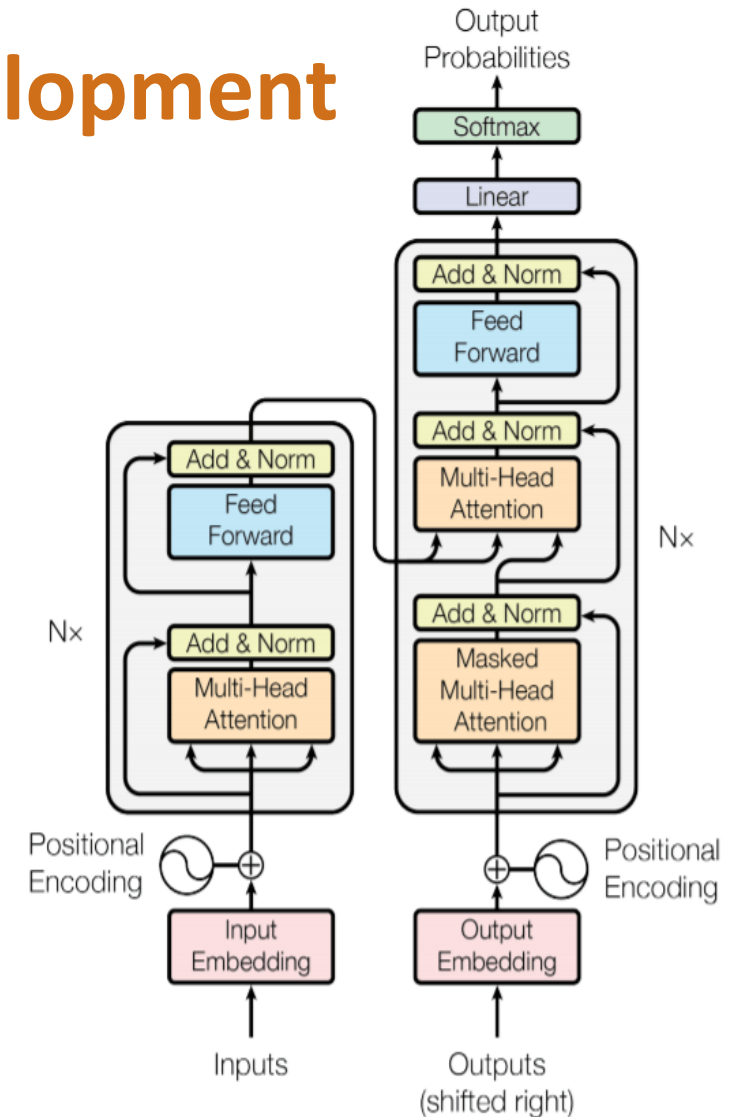 lopment
Output
Probabilities
Softmax
Linear
Add & Norm
Feed
Forward
Add & Norm
Multi-Head
Attention
Nx
Add & Norm
Masked
Multi-Head
Attention
Add & Norm
Feed
Forward
Nx
Add & Norm
Multi-Head
Attention
Positional
Encoding
Positional
Encoding
Input
Embedding
Output
Embedding
Inputs
Outputs
(shifted right)